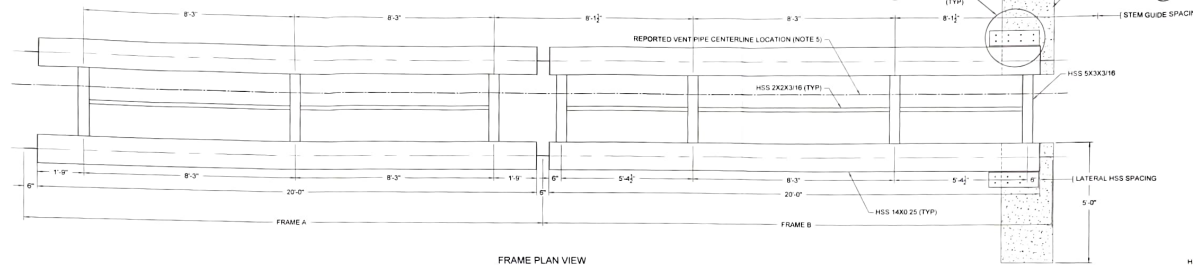 (TYP)
8'-3" 8'-3" 8'-1½" 8'-3" 8'-1½" STEM GUIDE SPACIN
REPORTED VENT PIPE CENTERLINE LOCATION (NOTE 5)
HSS 5X3X3/16
HSS 2X2X3/16 (TYP)
1'-9" 8'-3" 8'-3" 1'-9" 6" 5'-4½" 8'-3" 5'-4½" 6" LATERAL HSS SPACING
6" 20'-0" 6" 20'-0"
5'-0"
HSS 14X0.25 (TYP)
FRAME A FRAME B
FRAME PLAN VIEW
H